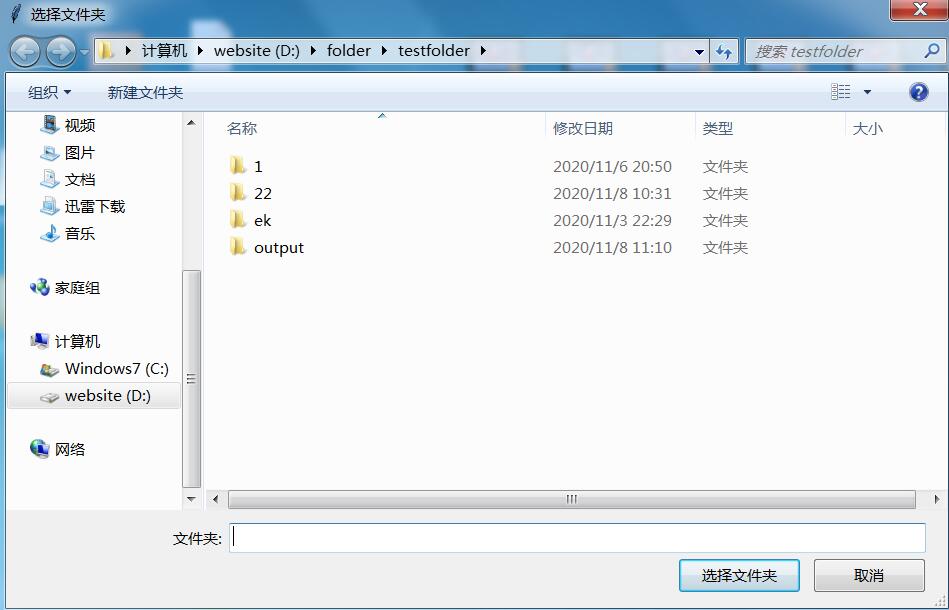 选择文件夹
计算机 website (D:) folder testfolder
搜索 testfolder
组织 新建文件夹
视频
图片
文档
迅雷下载
音乐
家庭组
计算机
Windows7 (C:)
website (D:)
网络
名称 修改日期 类型 大小
1 2020/11/6 20:50 文件夹
22 2020/11/8 10:31 文件夹
ek 2020/11/3 22:29 文件夹
output 2020/11/8 11:10 文件夹
文件夹:
选择文件夹 取消